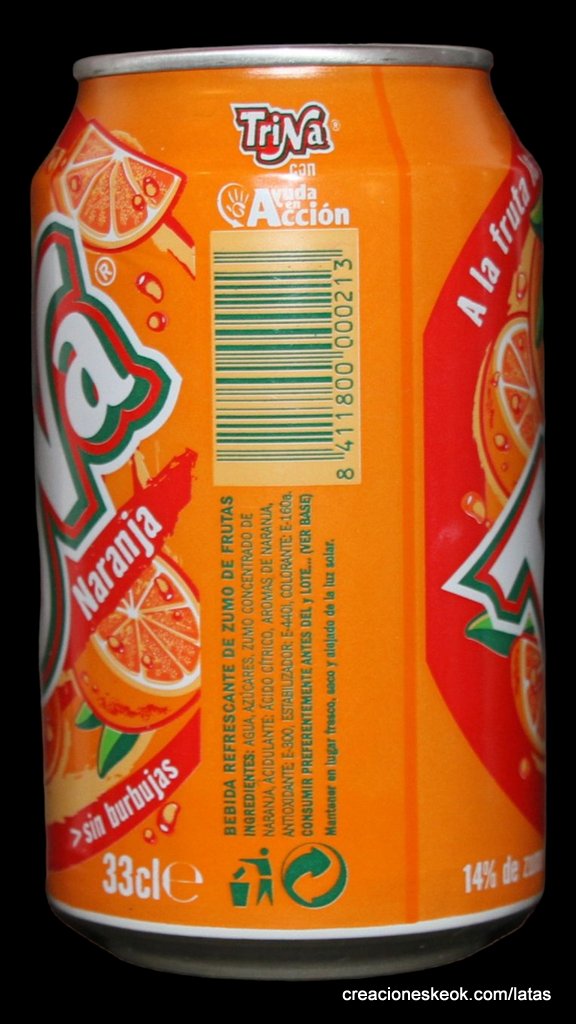 TriNa®
con
Ayuda
en
Acción
8 411800 000213
®
Na
Naranja
> sin burbujas
33cl e
BEBIDA REFRESCANTE DE ZUMO DE FRUTAS
INGREDIENTES: AGUA, AZÚCARES, ZUMO CONCENTRADO DE
NARANJA, ACIDULANTE: ÁCIDO CÍTRICO, AROMAS DE NARANJA,
ANTIOXIDANTE: E-300, ESTABILIZADOR: E-440i, COLORANTE: E-160a.
CONSUMIR PREFERENTEMENTE ANTES DEL y LOTE... (VER BASE)
Mantener en lugar fresco, seco y alejado de la luz solar.
A la fruta
14% de
creacioneskeok.com/latas